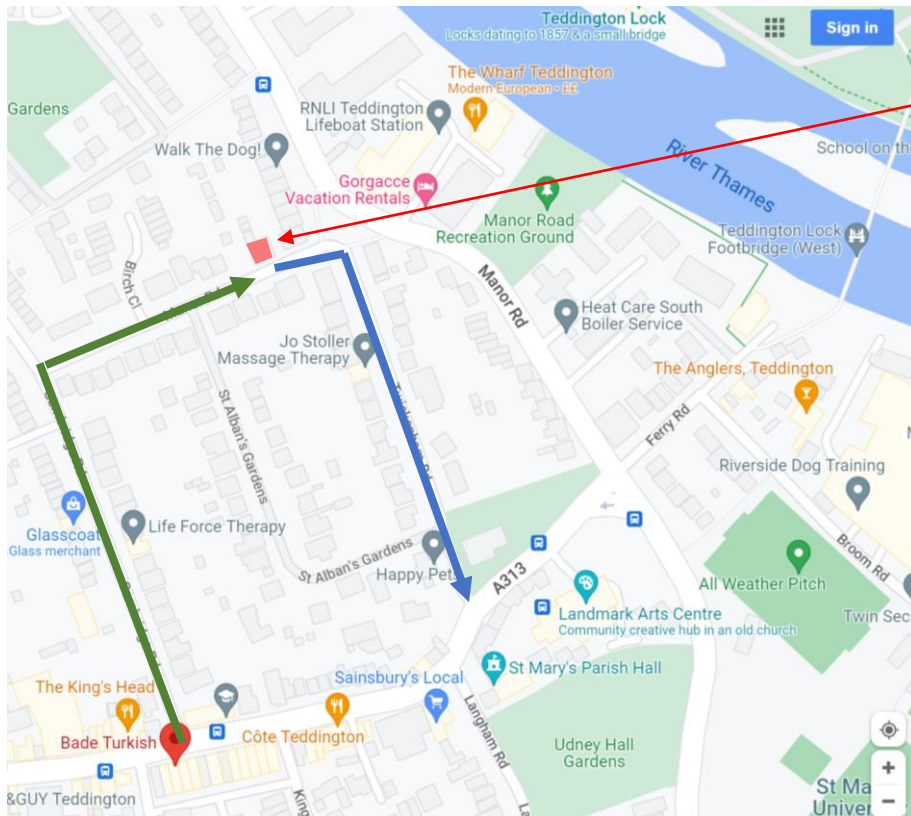 Teddington Lock
Locks dating to 1857 & a small bridge
Sign in
The Wharf Teddington
Modern European • ££
Gardens
RNLI Teddington
Lifeboat Station
Walk The Dog!
River Thames
School on the
Gorgacce
Vacation Rentals
Manor Road
Recreation Ground
Teddington Lock
Footbridge (West)
Birch Cl
Manor Rd
Heat Care South
Boiler Service
Jo Stoller
Massage Therapy
The Anglers, Teddington
St Alban's Gardens
Ferry Rd
Riverside Dog Training
Glasscoat
Glass merchant
Life Force Therapy
St Alban's Gardens
Happy Pets
A313
Broom Rd
All Weather Pitch
Landmark Arts Centre
Community creative hub in an old church
Twin Sec
St Mary's Parish Hall
The King's Head
Sainsbury's Local
Bade Turkish
Côte Teddington
Langham Rd
Udney Hall
Gardens
&GUY Teddington
King
La
St Ma
Univer